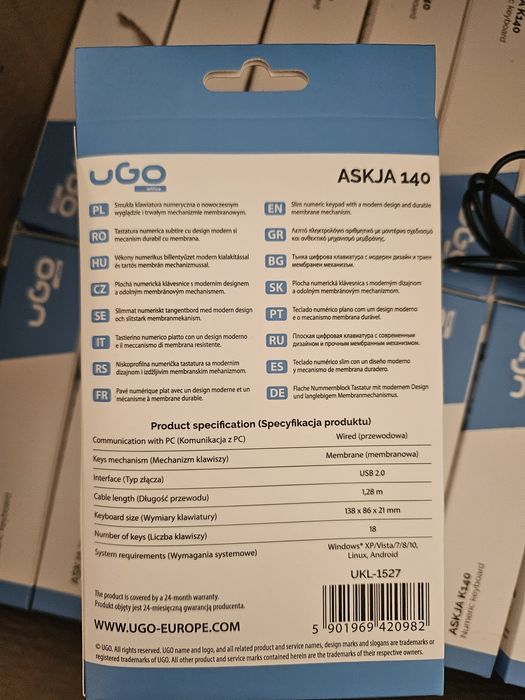 uGo
office
ASKJA 140
PL Smukła klawiatura numeryczna o nowoczesnym
wyglądzie i trwałym mechanizmie membranowym.
EN Slim numeric keypad with a modern design and durable
membrane mechanism.
RO Tastatura numerica subtire cu design modern si
mecanism durabil cu membrana.
GR Λεπτό πληκτρολόγιο αριθμητικό με μοντέρνο σχεδιασμό
και ανθεκτικό μηχανισμό μεμβράνης.
HU Vékony numerikus billentyűzet modern kialakítással
és tartós membrán mechanizmussal.
BG Тънка цифрова клавиатура с модерен дизайн и траен
мембранен механизъм.
CZ Plochá numerická klávesnice s moderním designem
a odolným membránovým mechanismem.
SK Plochá numerická klávesnica s moderným dizajnom
a odolným membránovým mechanizmom.
SE Slimmat numeriskt tangentbord med modern design
och slitstark membranmekanism.
PT Teclado numérico plano com um design moderno
e o mecanismo membrana durável.
IT Tastierino numerico piatto con un design moderno
e il meccanismo di membrana resistente.
RU Плоская цифровая клавиатура с современным
дизайном и прочным мембранным механизмом.
RS Niskoprofilna numerička tastatura sa modernim
dizajnom i izdžljivim membranskim mehanizmom.
ES Teclado numérico slim con un diseño moderno
y mecanismo de membrana duradero.
FR Pavé numérique plat avec un design moderne et un
mécanisme à membrane durable.
DE Flache Nummernblock Tastatur mit modernem Design
und langlebigem Membranmechanismus.
Product specification (Specyfikacja produktu)
Communication with PC (Komunikacja z PC) Wired (przewodowa)
Keys mechanism (Mechanizm klawiszy) Membrane (membranowa)
Interface (Typ złącza) USB 2.0
Cable length (Długość przewodu) 1,28 m
Keyboard size (Wymiary klawiatury) 138 x 86 x 21 mm
Number of keys (Liczba klawiszy) 18
System requirements (Wymagania systemowe) Windows® XP/Vista/7/8/10,
Linux, Android
UKL-1527
The product is covered by a 24-month warranty.
Produkt objęty jest 24-miesięczną gwarancją producenta.
WWW.UGO-EUROPE.COM
5 901969 420982
© UGO. All rights reserved. UGO name and logo, and all related product and service names, design marks and slogans are trademarks or
registered trademarks of UGO. All other product and service marks contained herein are the trademarks of their respective owners.
ASKJA K140
Numeric keyboard
K140
keyboard
uGo